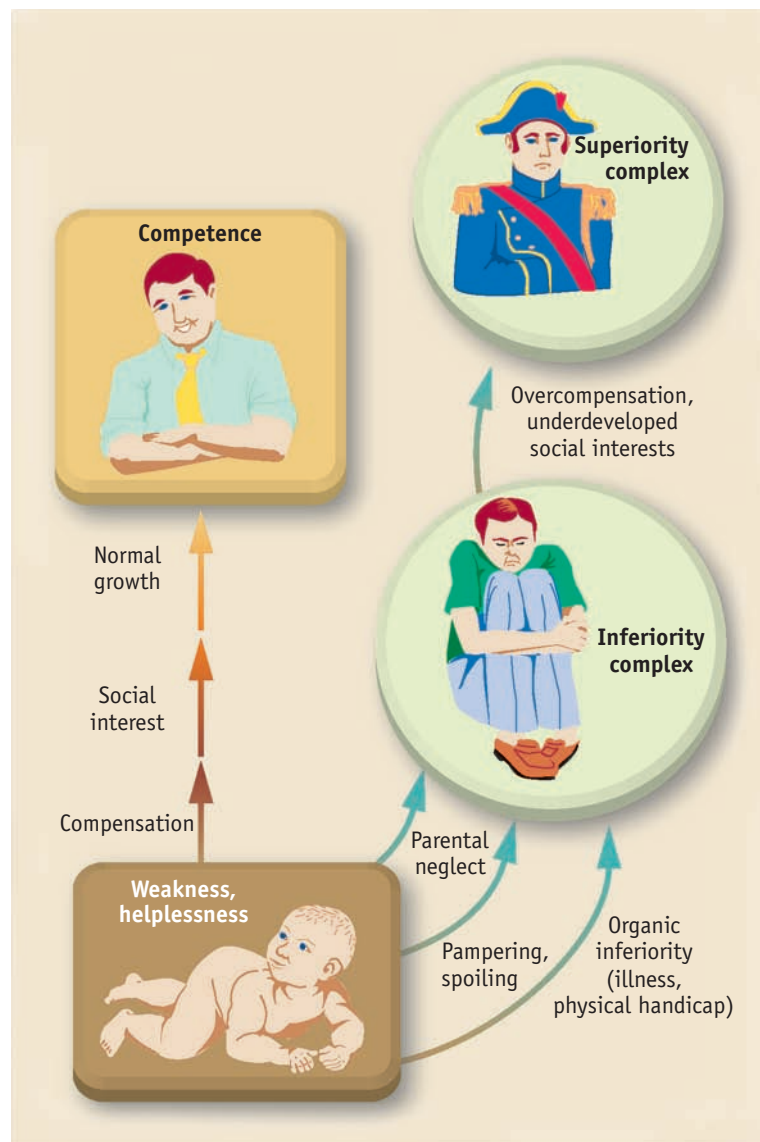 Superiority
complex
Competence
Overcompensation,
underdeveloped
social interests
Normal
growth
Inferiority
complex
Social
interest
Compensation
Parental
neglect
Weakness,
helplessness
Pampering,
spoiling
Organic
inferiority
(illness,
physical handicap)